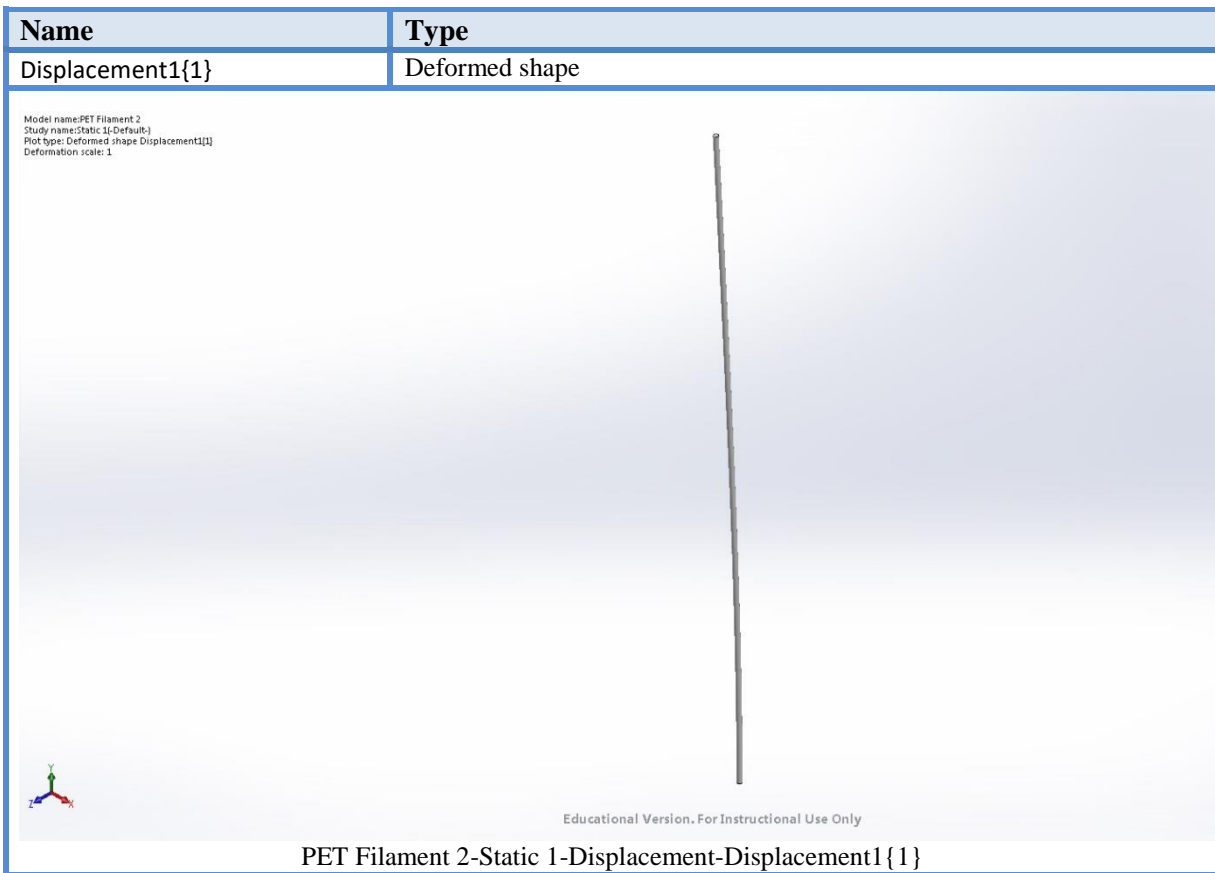 Name Type
Displacement1{1} Deformed shape
Model name:PET Filament 2
Study name:Static 1(-Default-)
Plot type: Deformed shape Displacement1{1}
Deformation scale: 1
Y
Z X
Educational Version. For Instructional Use Only
PET Filament 2-Static 1-Displacement-Displacement1{1}